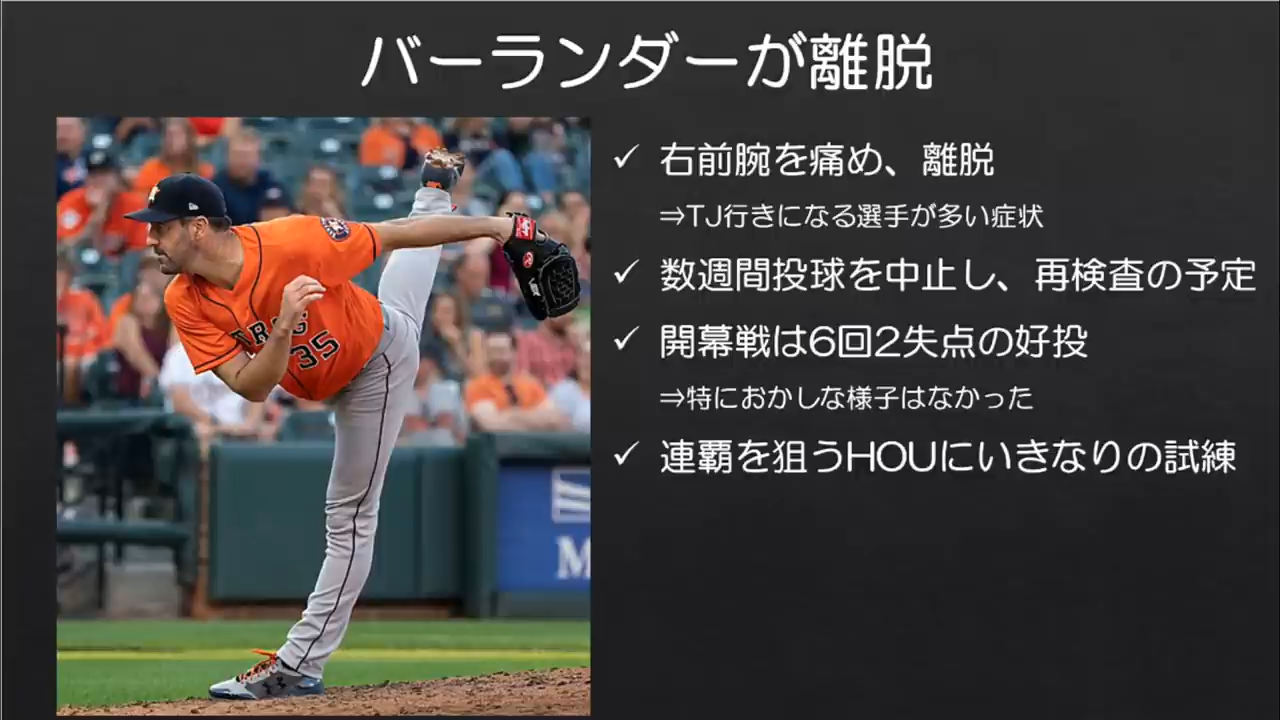 バーランダーが離脱
✓ 右前腕を痛め、離脱
⇒TJ行きになる選手が多い症状
✓ 数週間投球を中止し、再検査の予定
✓ 開幕戦は6回2失点の好投
⇒特におかしな様子はなかった
✓ 連覇を狙うHOUにいきなりの試練
35
M